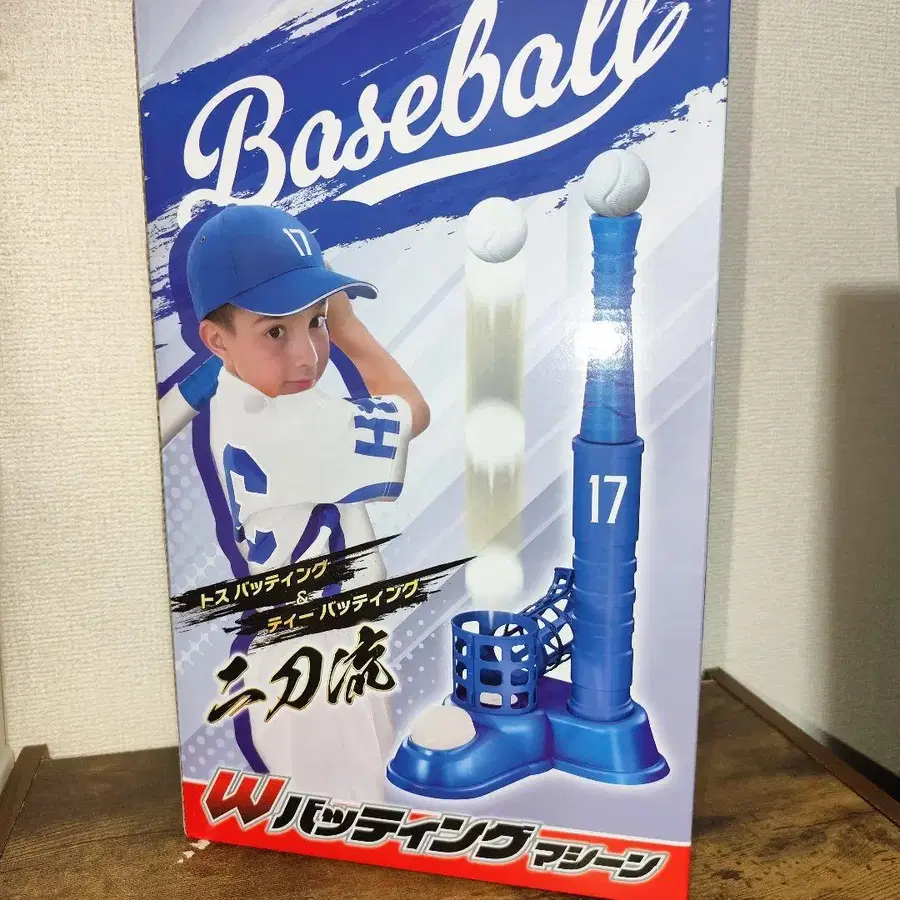 Baseball
17
H
17
トス バッティング
&
ティー バッティング
二刀流
Wバッティングマシーン